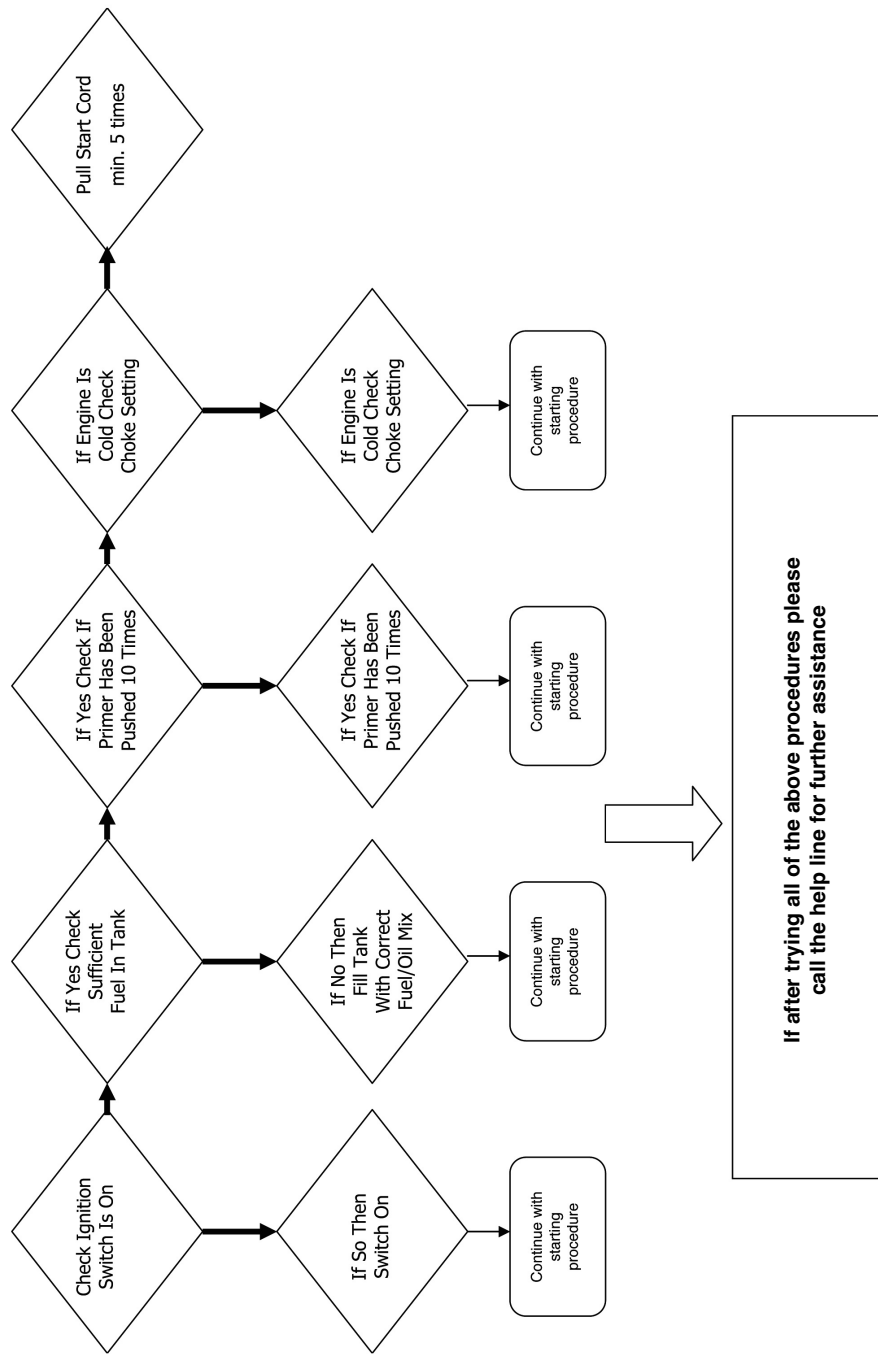 Check Ignition
Switch Is On
If Yes Check
Sufficient
Fuel In Tank
If Yes Check If
Primer Has Been
Pushed 10 Times
If Engine Is
Cold Check
Choke Setting
Pull Start Cord
min. 5 times
If So Then
Switch On
If No Then
Fill Tank
With Correct
Fuel/Oil Mix
If Yes Check If
Primer Has Been
Pushed 10 Times
If Engine Is
Cold Check
Choke Setting
Continue with
starting
procedure
Continue with
starting
procedure
Continue with
starting
procedure
Continue with
starting
procedure
If after trying all of the above procedures please
call the help line for further assistance